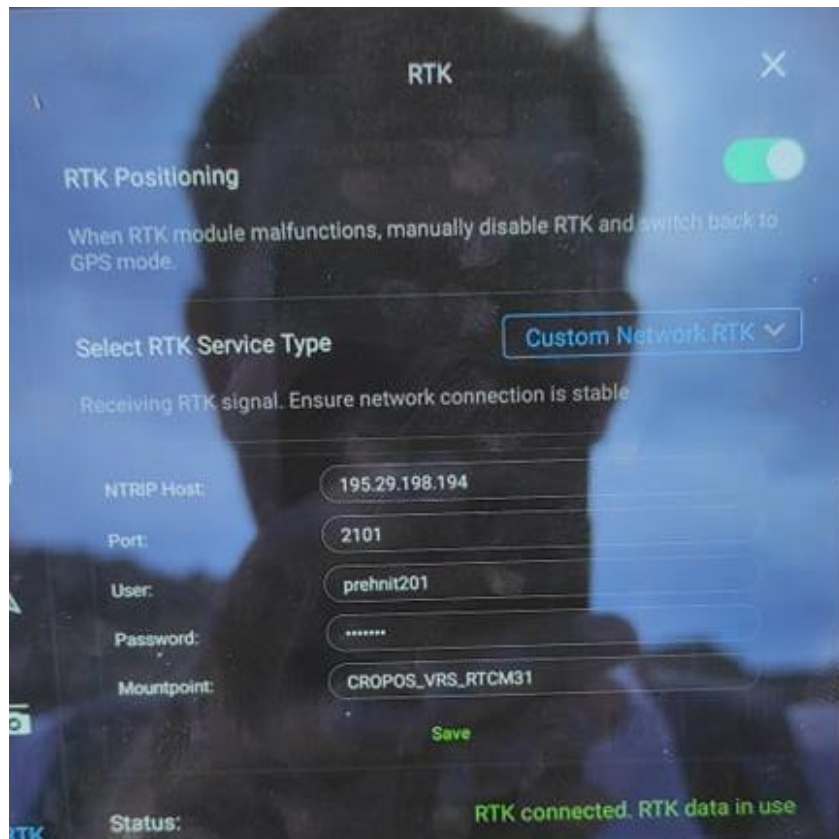 RTK
RTK Positioning
When RTK module malfunctions, manually disable RTK and switch back to
GPS mode.
Select RTK Service Type
Custom Network RTK
Receiving RTK signal. Ensure network connection is stable
NTRIP Host: 195.29.198.194
Port: 2101
User: prehnit201
Password: •••••••
Mountpoint: CROPOS_VRS_RTCM31
Save
Status: RTK connected. RTK data in use
RTK